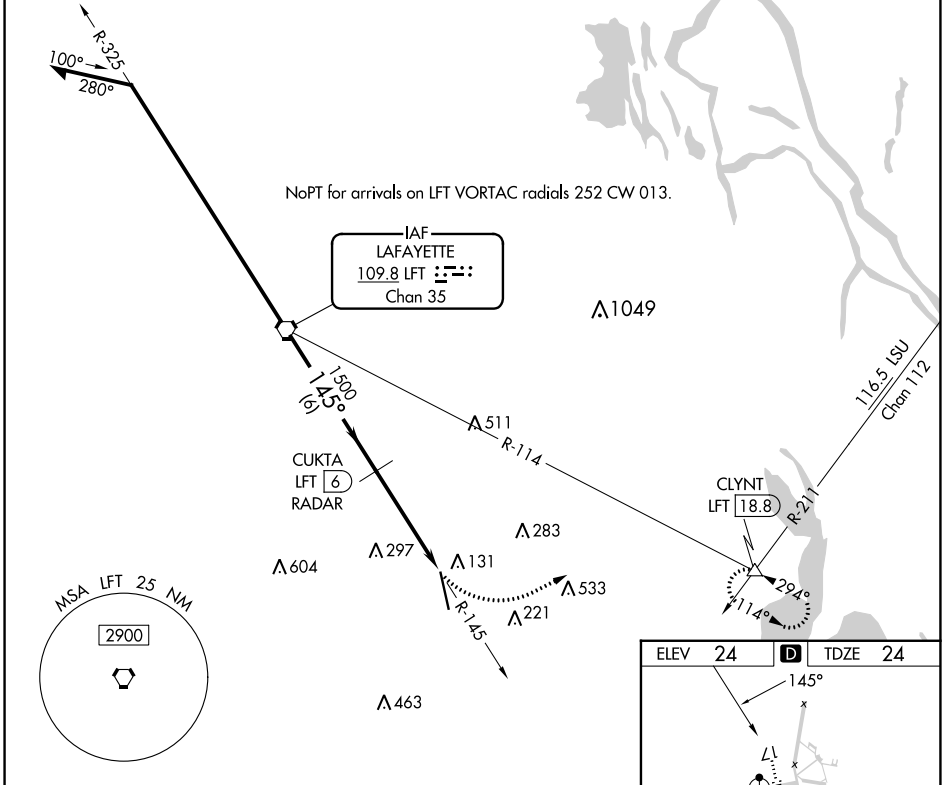 R-325
100°
280°
NoPT for arrivals on LFT VORTAC radials 252 CW 013.
IAF
LAFAYETTE
109.8 LFT
Chan 35
1049
116.5 LSU
Chan 112
1500
145°
(6)
511
R-114
CUKTA
LFT 6
RADAR
CLYNT
LFT 18.8
R-211
283
297
131
604
533
294°
114°
221
R-145
MSA LFT 25 NM
2900
463
ELEV 24
D
TDZE 24
145°
x
17
x